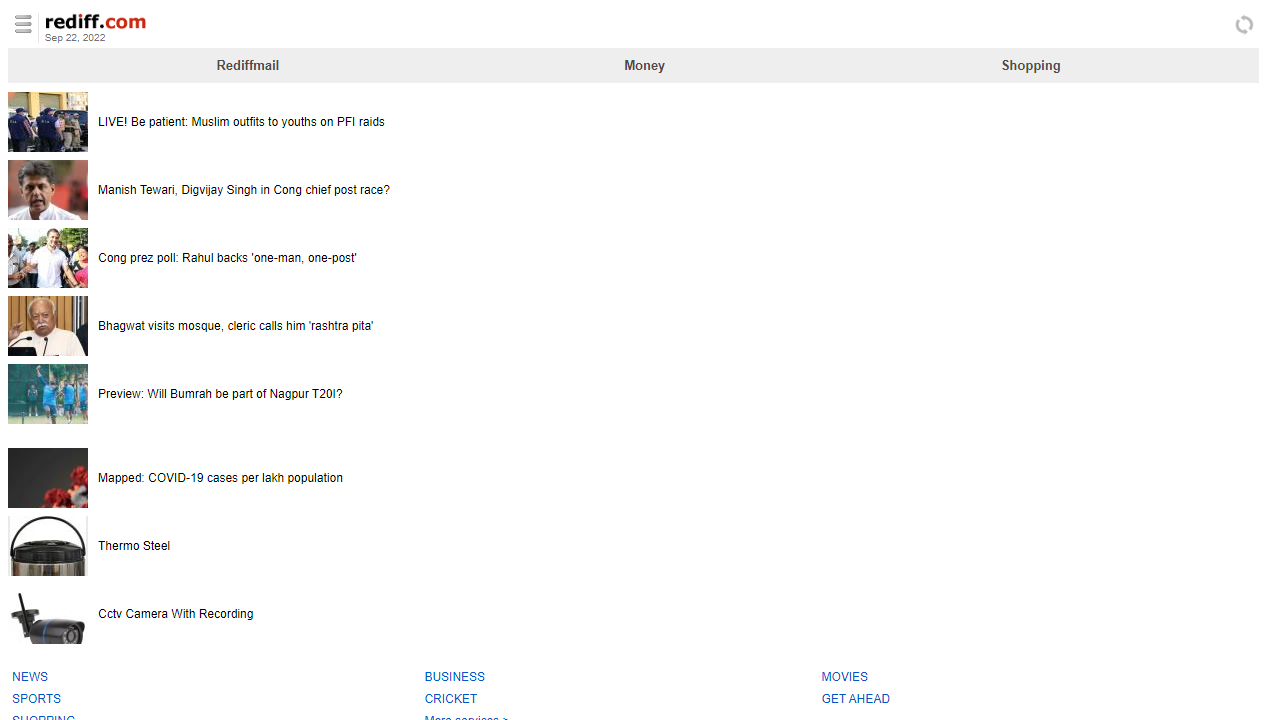 rediff.com
Sep 22, 2022
Rediffmail Money Shopping
LIVE! Be patient: Muslim outfits to youths on PFI raids
Manish Tewari, Digvijay Singh in Cong chief post race?
Cong prez poll: Rahul backs 'one-man, one-post'
Bhagwat visits mosque, cleric calls him 'rashtra pita'
Preview: Will Bumrah be part of Nagpur T20I?
Mapped: COVID-19 cases per lakh population
Thermo Steel
Cctv Camera With Recording
NEWS BUSINESS MOVIES
SPORTS CRICKET GET AHEAD
SHOPPING More services >